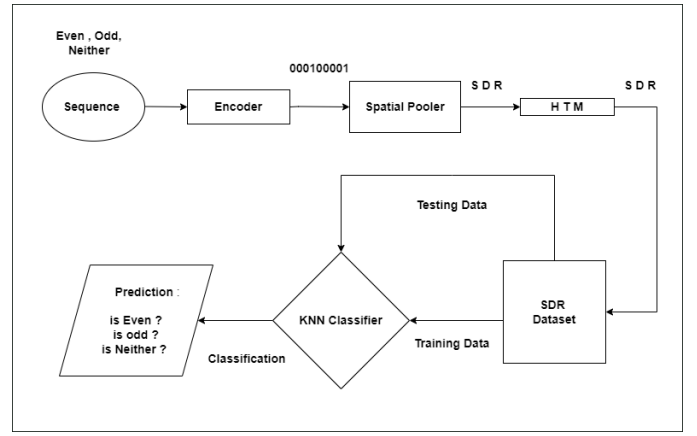 Even , Odd,
Neither
Sequence
Encoder
000100001
Spatial Pooler
S D R
H T M
S D R
Testing Data
SDR
Dataset
Training Data
KNN Classifier
Classification
Prediction :
is Even ?
is odd ?
is Neither ?